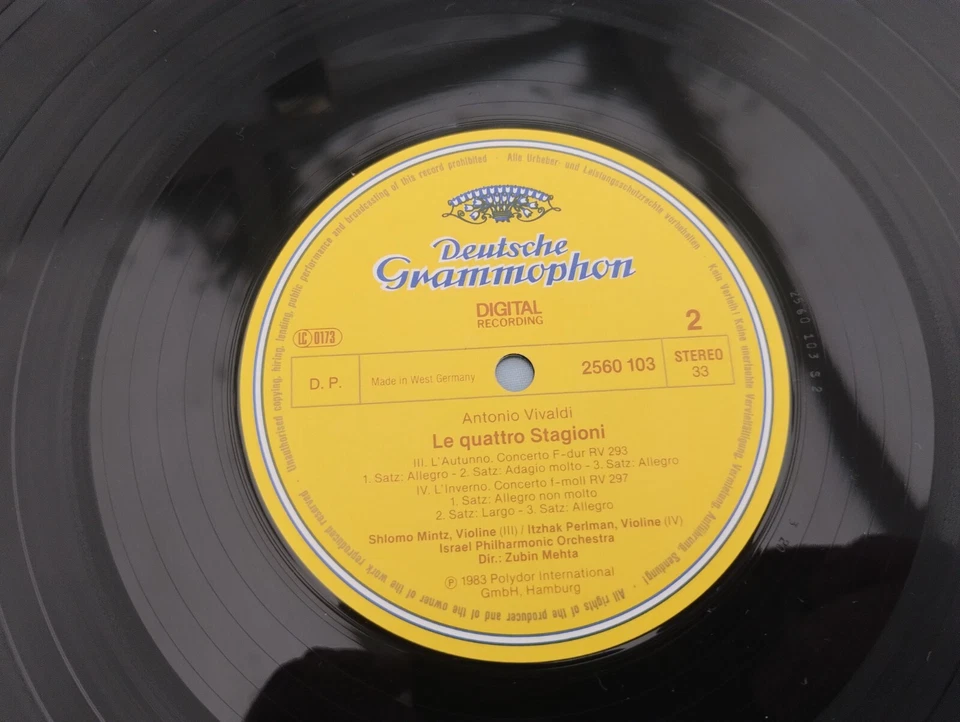 Deutsche
Grammophon
DIGITAL
RECORDING
2
LC 0173
D. P.
Made in West Germany
2560 103
STEREO
33
Antonio Vivaldi
Le quattro Stagioni
III. L'Autunno. Concerto F-dur RV 293
1. Satz: Allegro - 2. Satz: Adagio molto - 3. Satz: Allegro
IV. L'Inverno. Concerto f-moll RV 297
1. Satz: Allegro non molto
2. Satz: Largo - 3. Satz: Allegro
Shlomo Mintz, Violine (III) / Itzhak Perlman, Violine (IV)
Israel Philharmonic Orchestra
Dir.: Zubin Mehta
℗ 1983 Polydor International
GmbH, Hamburg
Alle Urheber- und Leistungsschutzrechte vorbehalten · Kein Verleih! Keine unerlaubte Vervielfältigung, Vermietung, Aufführung, Sendung!
All rights of the producer and of the owner of the work reproduced reserved · Unauthorised copying, hiring, lending, public performance and broadcasting of this record prohibited ·
2560 103 S 2